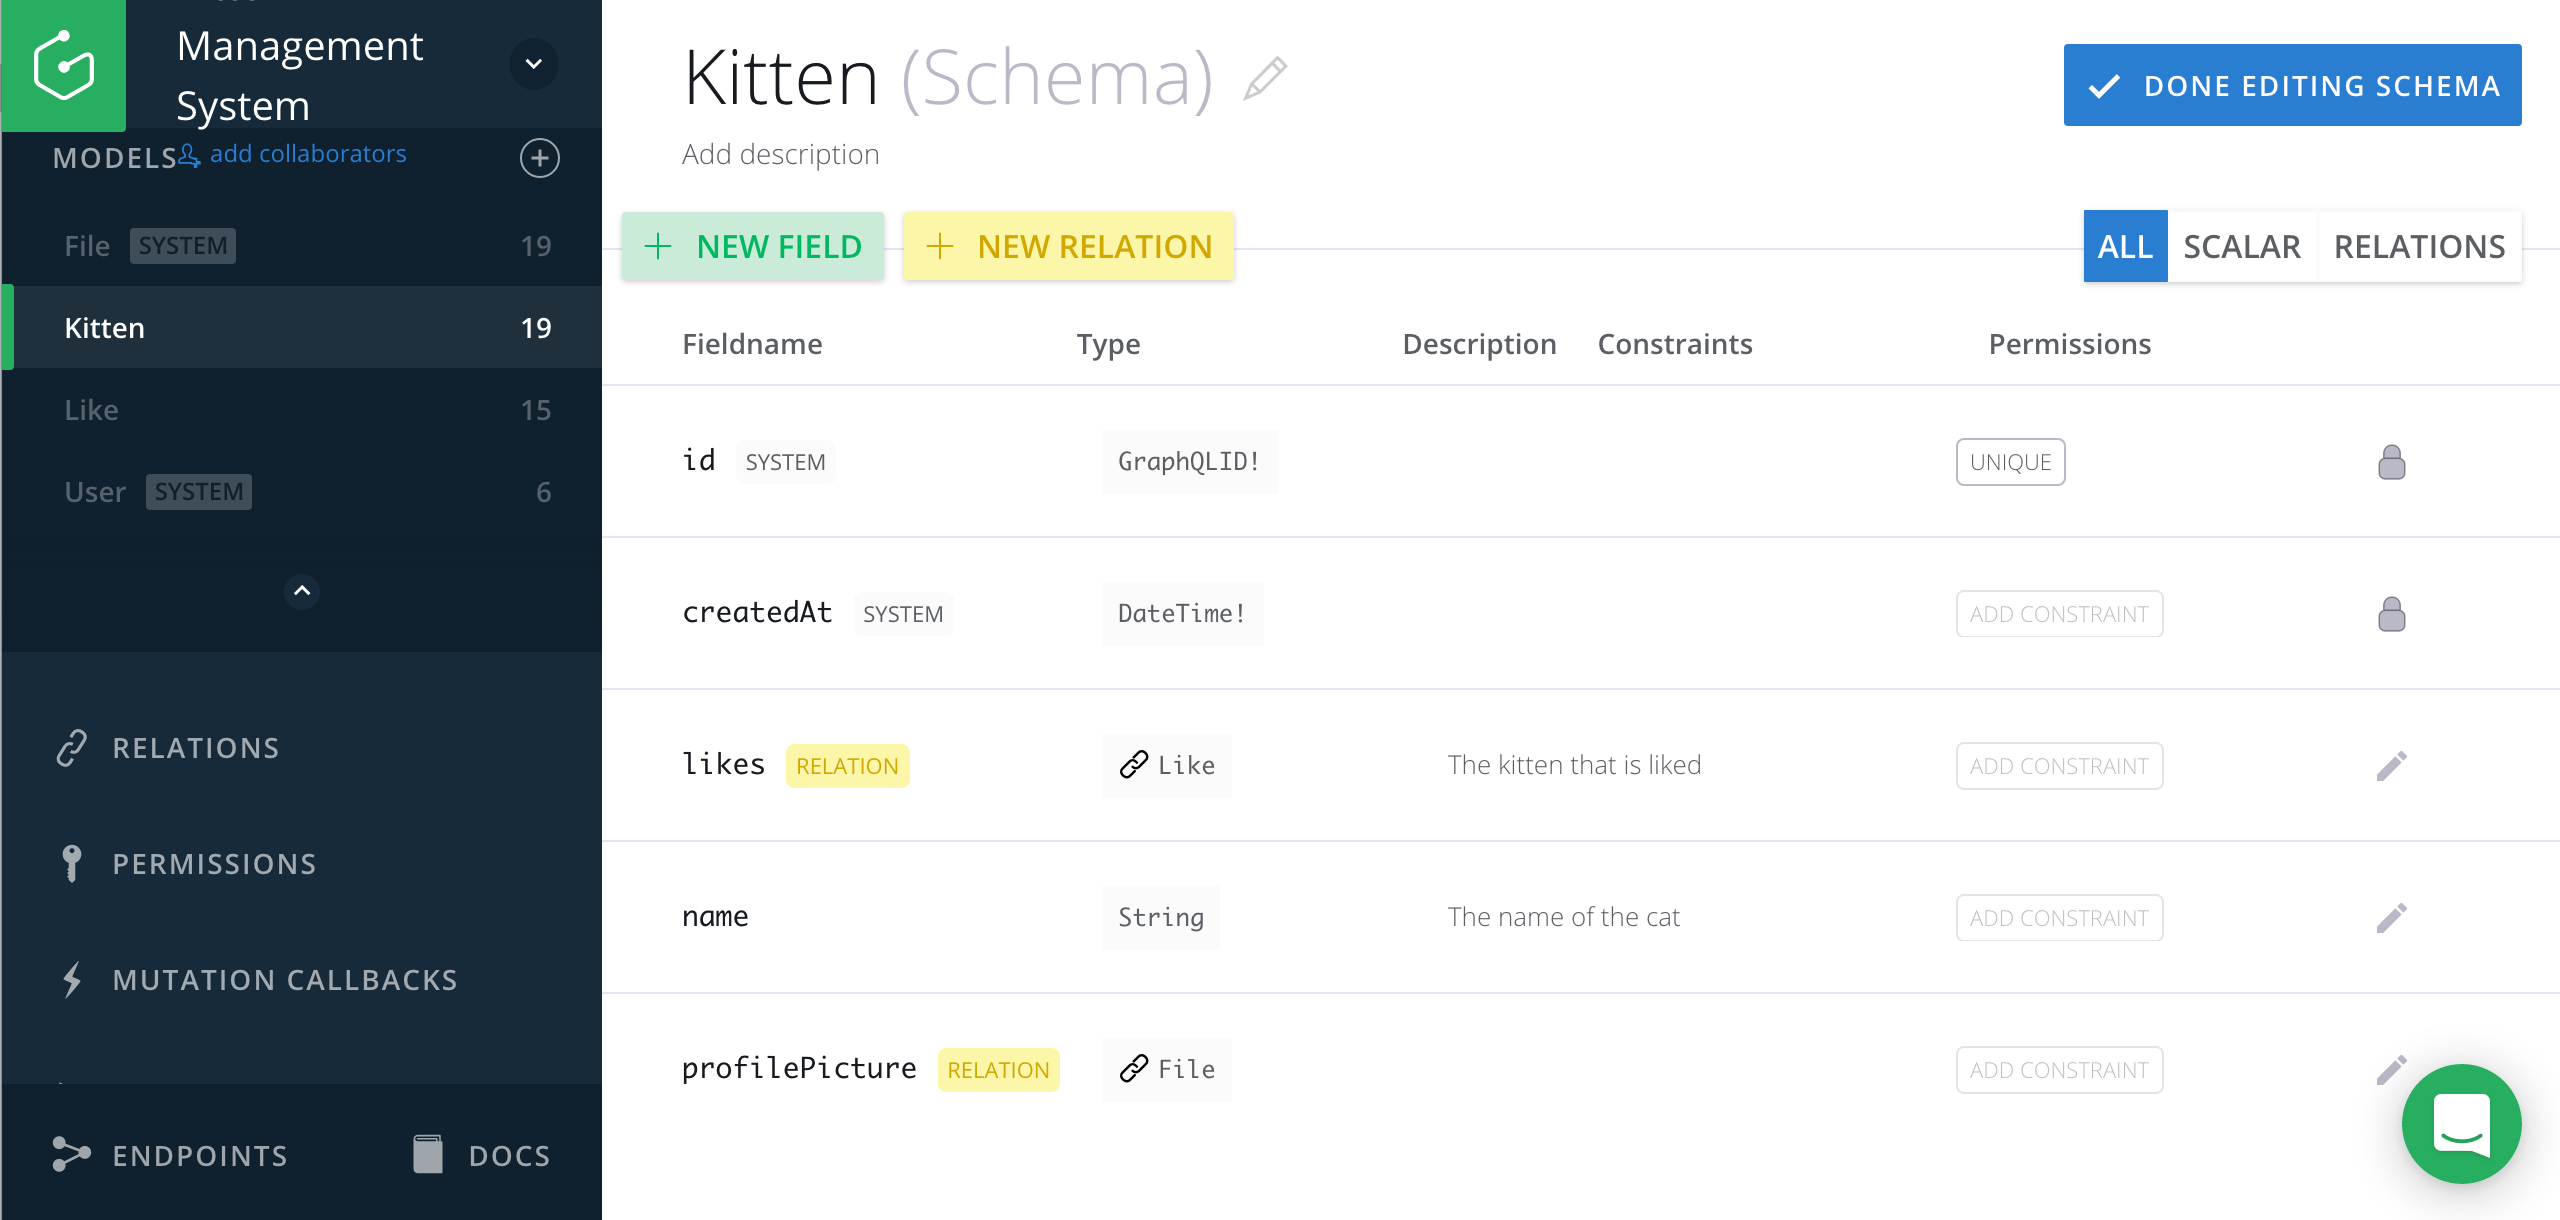 Management
System
add collaborators
MODELS
File SYSTEM 19
Kitten 19
Like 15
User SYSTEM 6
RELATIONS
PERMISSIONS
MUTATION CALLBACKS
ENDPOINTS
DOCS
Kitten (Schema)
Add description
DONE EDITING SCHEMA
NEW FIELD
NEW RELATION
ALL SCALAR RELATIONS
Fieldname Type Description Constraints Permissions
id SYSTEM GraphQLID! UNIQUE
createdAt SYSTEM DateTime! ADD CONSTRAINT
likes RELATION Like The kitten that is liked ADD CONSTRAINT
name String The name of the cat ADD CONSTRAINT
profilePicture RELATION File ADD CONSTRAINT